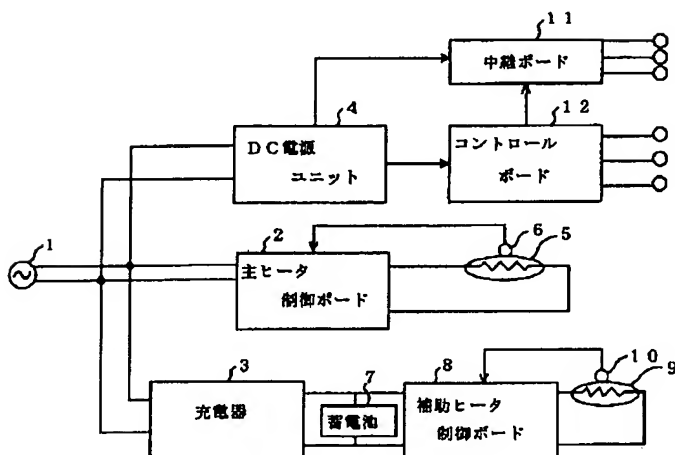 11
中継ボード
4
12
DC電源
ユニット
コントロール
ボード
1
2
6
5
主ヒータ
制御ボード
3
7
8
10
9
充電器
蓄電池
補助ヒータ
制御ボード